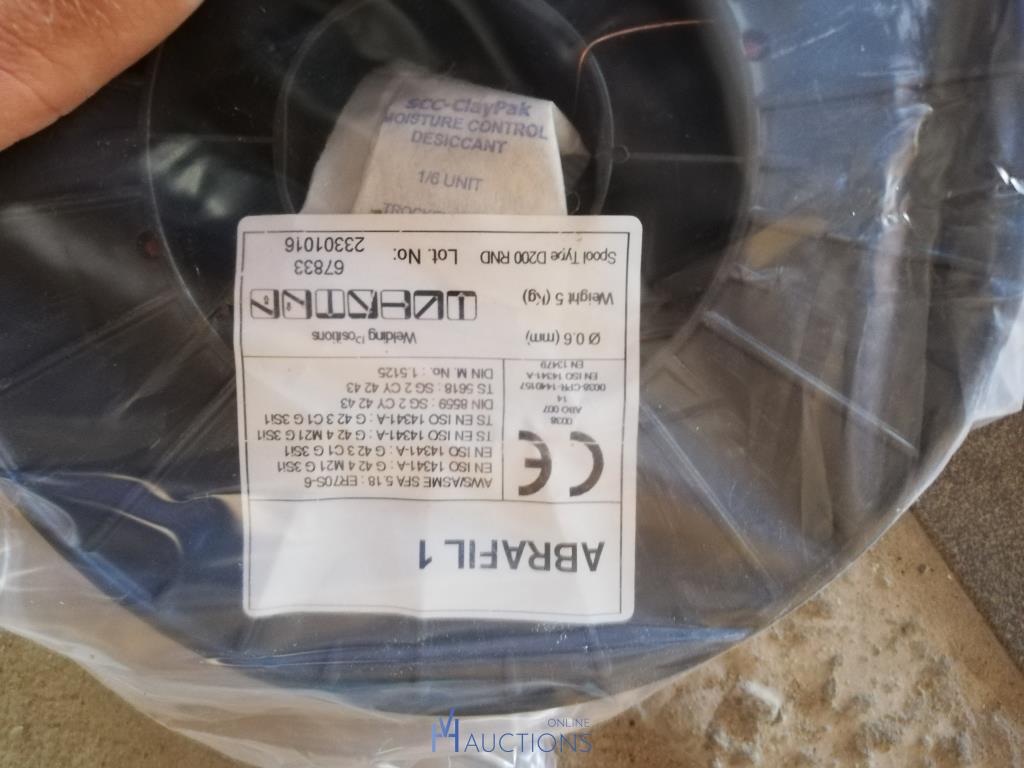 scc-ClayPak
MOISTURE CONTROL
DESICCANT
1/6 UNIT
ABRAFIL 1
AWS/ASME SFA 5.18 : ER70S-6
EN ISO 14341-A : G 42 4 M21 G 3Si1
EN ISO 14341-A : G 42 3 C1 G 3Si1
TS EN ISO 14341-A : G 42 4 M21 G 3Si1
TS EN ISO 14341-A : G 42 3 C1 G 3Si1
DIN 8559 : SG 2 CY 42 43
TS 5618 : SG 2 CY 42 43
DIN M. No. : 1.5125
CE
0038
ABO 007
14
0038-CPR-1440157
EN ISO 14341-A
EN 13479
Ø 0.6 (mm)
Welding Positions
Weight 5 (Kg)
67833
Spool Type D200 RND
Lot. No:
23301016
VH ONLINE
AUCTIONS